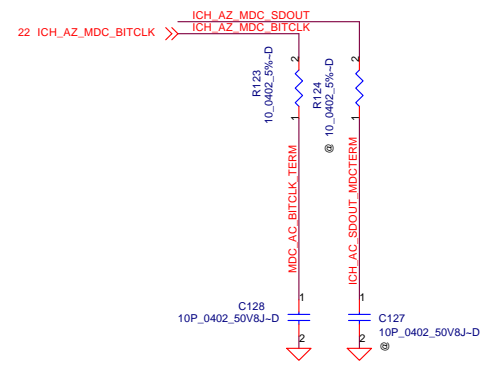 ICH_AZ_MDC_SDOUT
22 ICH_AZ_MDC_BITCLK
ICH_AZ_MDC_BITCLK
2
2
R123
10_0402_5%~D
R124
10_0402_5%~D
1
1
@
MDC_AC_BITCLK_TERM
ICH_AC_SDOUT_MDCTERM
1
1
C128
10P_0402_50V8J~D
C127
10P_0402_50V8J~D
2
2
@